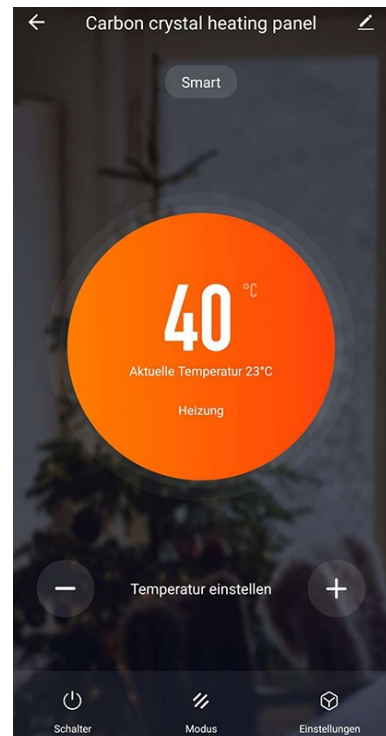 Carbon crystal heating panel
Smart
40 °C
Aktuelle Temperatur 23°C
Heizung
Temperatur einstellen
Schalter Modus Einstellungen